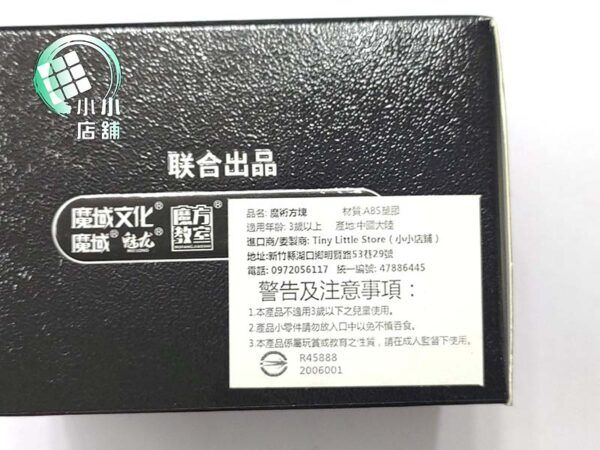 小小
店舖
联合出品
魔域文化®
魔域® 魅龙®
魔方®
教室
品名: 魔術方塊 材質:ABS塑膠
適用年齡: 3歲以上 產地:中國大陸
進口商/委製商: Tiny Little Store（小小店舖）
地址:新竹縣湖口鄉明賢路53巷29號
電話: 0972056117 統一編號: 47886445
警告及注意事項：
1.本產品不適用3歲以下之兒童使用。
2.產品小零件請勿放入口中以免不慎吞食。
3.本產品係屬玩賞或教育之性質，請在成人監督下使用。
R45888
2006001